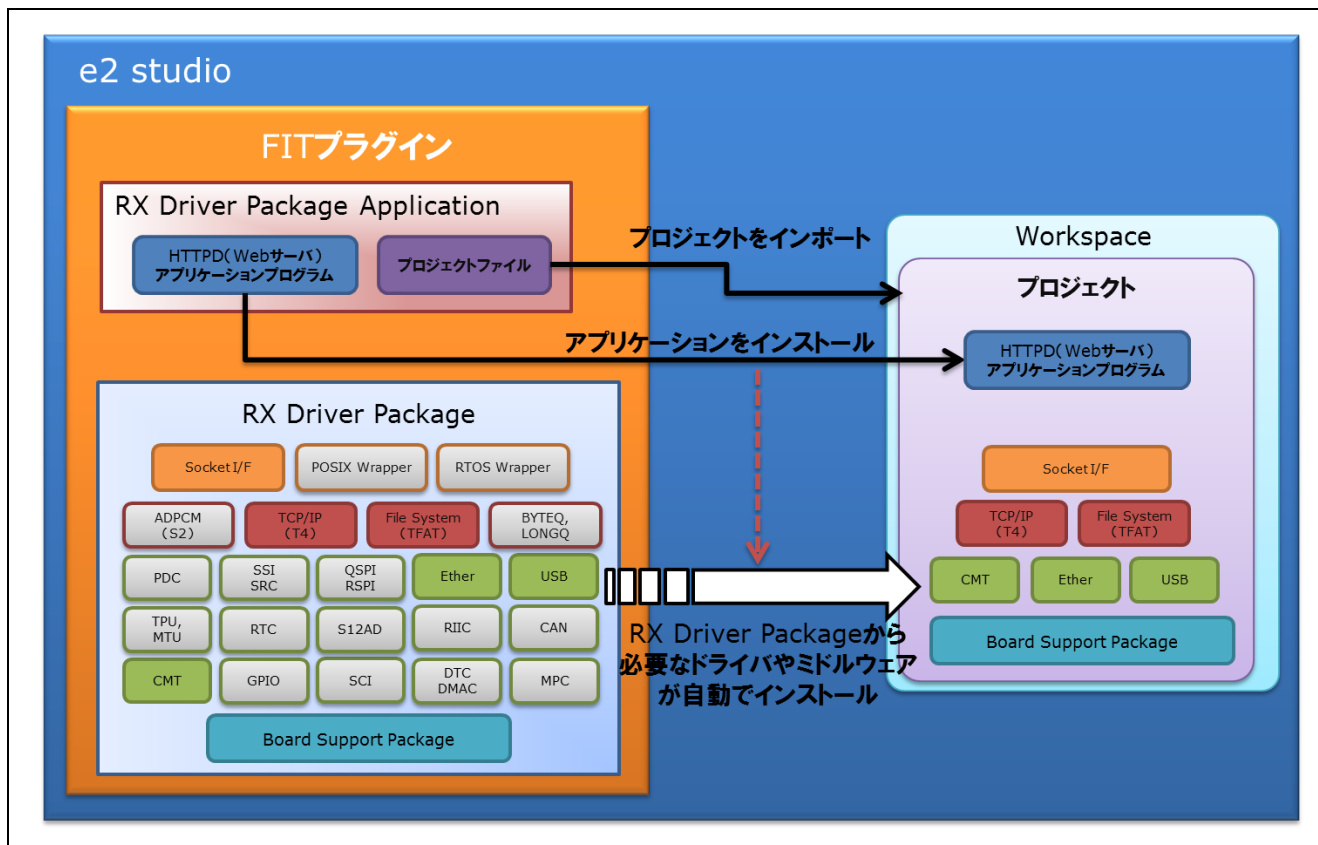 e2 studio
FITプラグイン
RX Driver Package Application
HTTPD(Webサーバ)
アプリケーションプログラム
プロジェクトファイル
プロジェクトをインポート
アプリケーションをインストール
Workspace
プロジェクト
HTTPD(Webサーバ)
アプリケーションプログラム
Socket I/F
TCP/IP
(T4)
File System
(TFAT)
CMT
Ether
USB
Board Support Package
RX Driver Package
Socket I/F
POSIX Wrapper
RTOS Wrapper
ADPCM
(S2)
TCP/IP
(T4)
File System
(TFAT)
BYTEQ,
LONGQ
PDC
SSI
SRC
QSPI
RSPI
Ether
USB
TPU,
MTU
RTC
S12AD
RIIC
CAN
CMT
GPIO
SCI
DTC
DMAC
MPC
Board Support Package
RX Driver Packageから
必要なドライバやミドルウェア
が自動でインストール